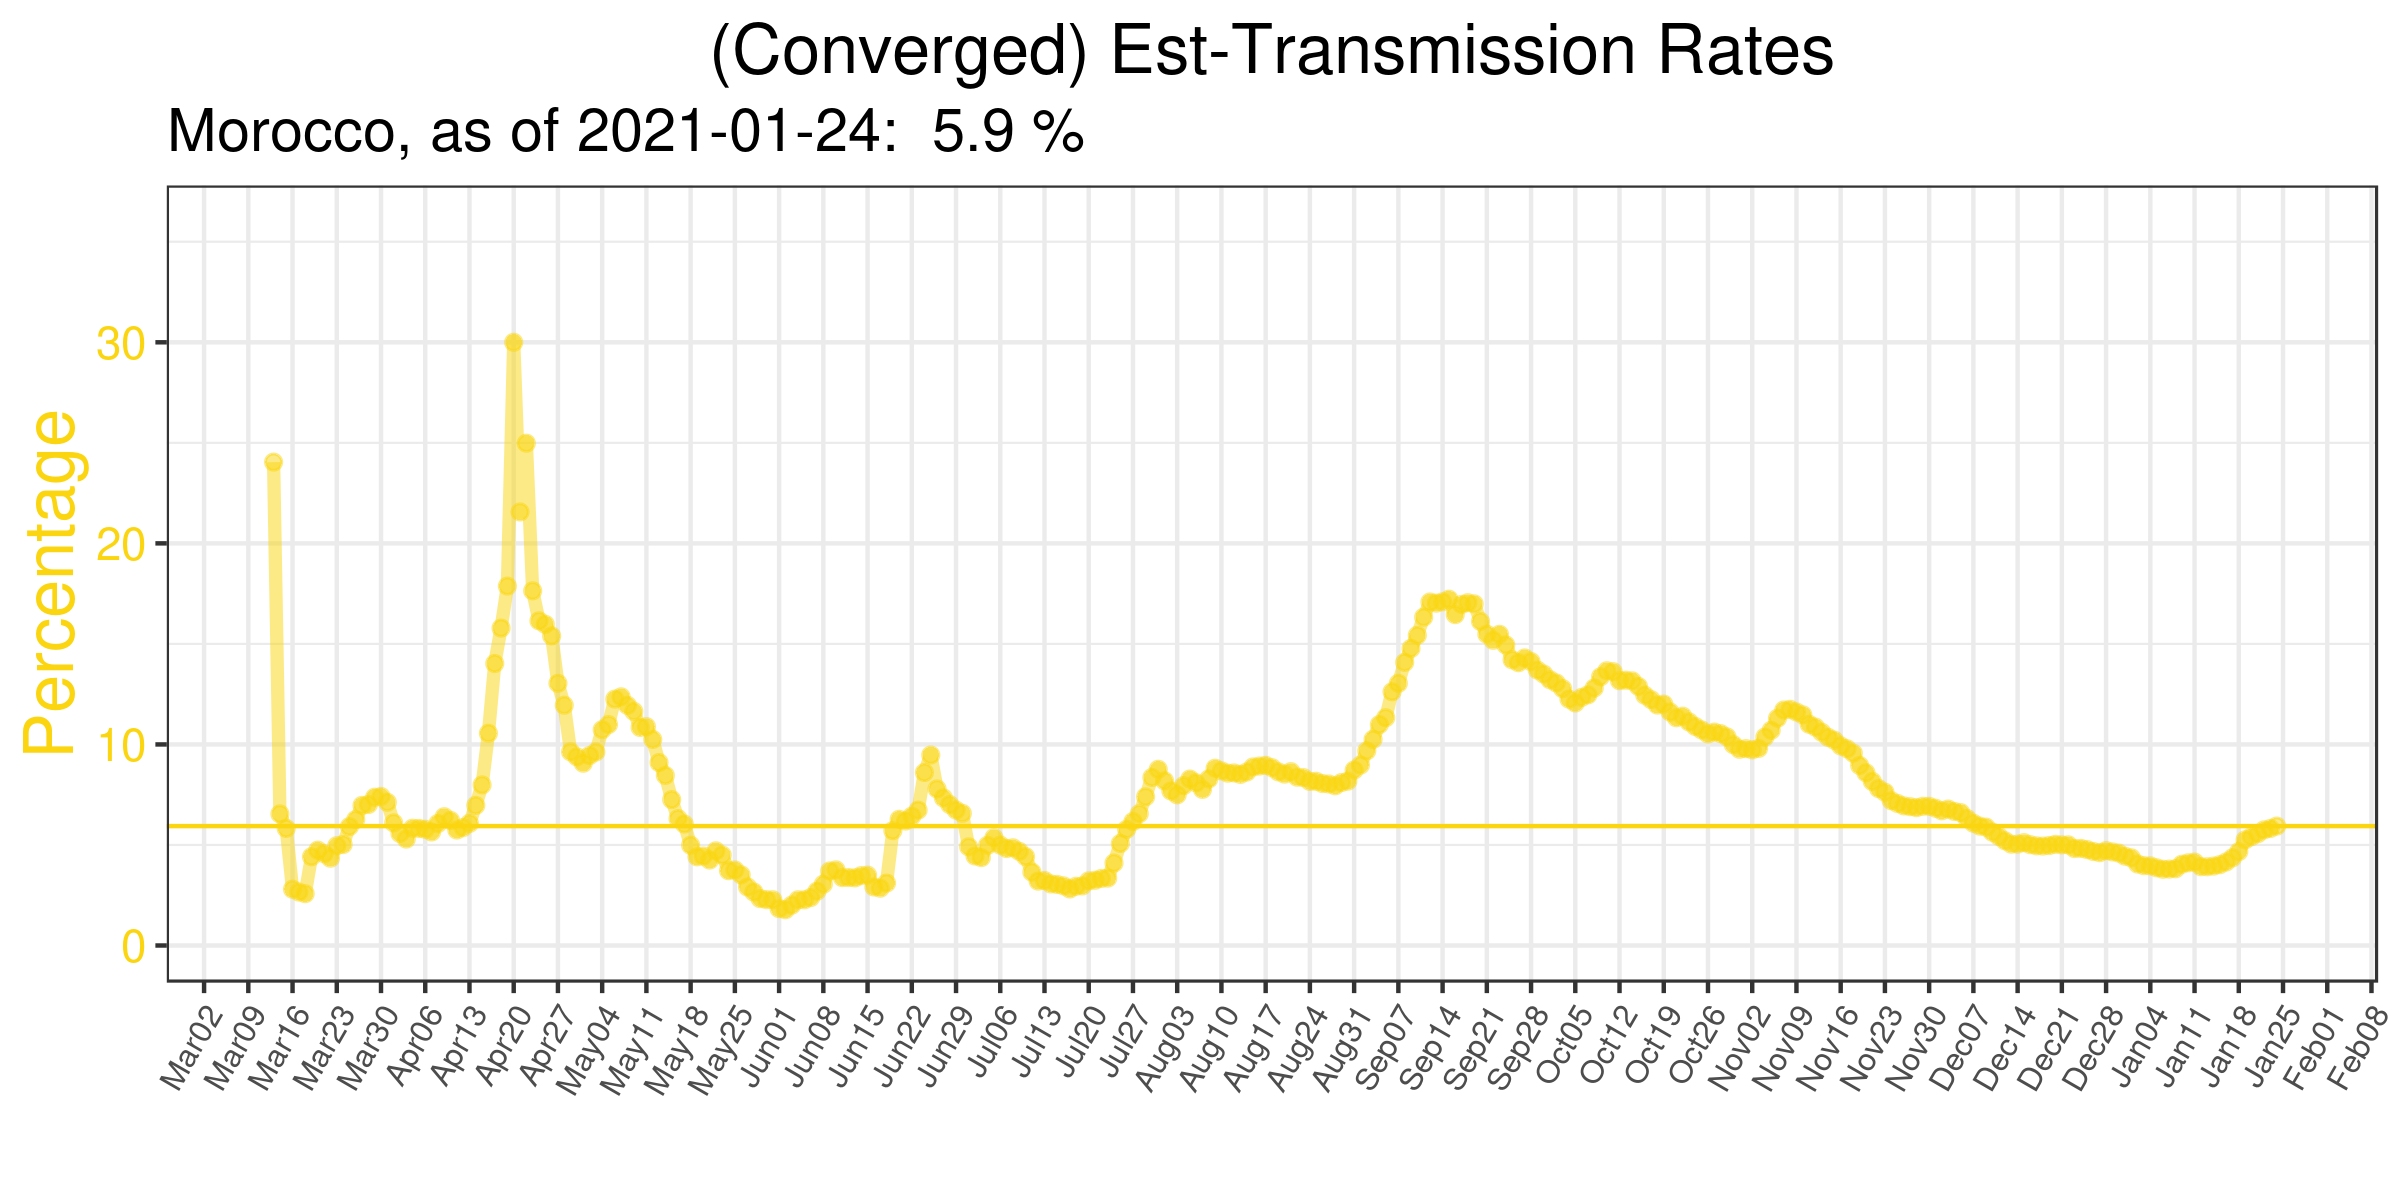 (Converged) Est-Transmission Rates
Morocco, as of 2021-01-24:  5.9 %
Percentage
30
20
10
0
Mar02 Mar09 Mar16 Mar23 Mar30 Apr06 Apr13 Apr20 Apr27 May04 May11 May18 May25 Jun01 Jun08 Jun15 Jun22 Jun29 Jul06 Jul13 Jul20 Jul27 Aug03 Aug10 Aug17 Aug24 Aug31 Sep07 Sep14 Sep21 Sep28 Oct05 Oct12 Oct19 Oct26 Nov02 Nov09 Nov16 Nov23 Nov30 Dec07 Dec14 Dec21 Dec28 Jan04 Jan11 Jan18 Jan25 Feb01 Feb08